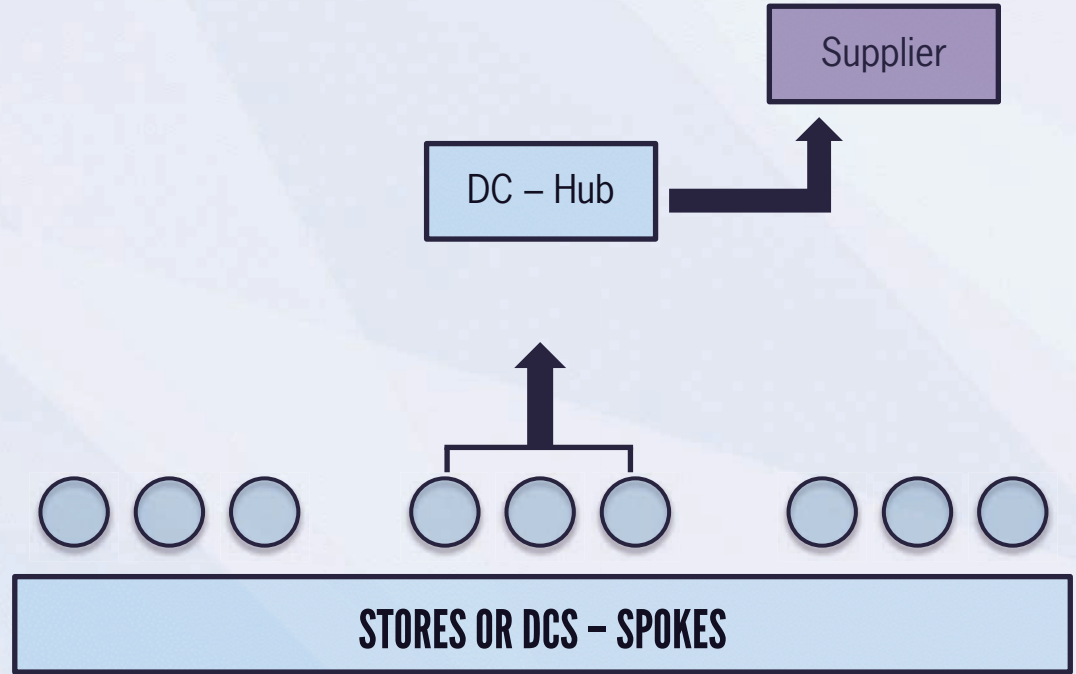 Supplier
DC – Hub
STORES OR DCS – SPOKES